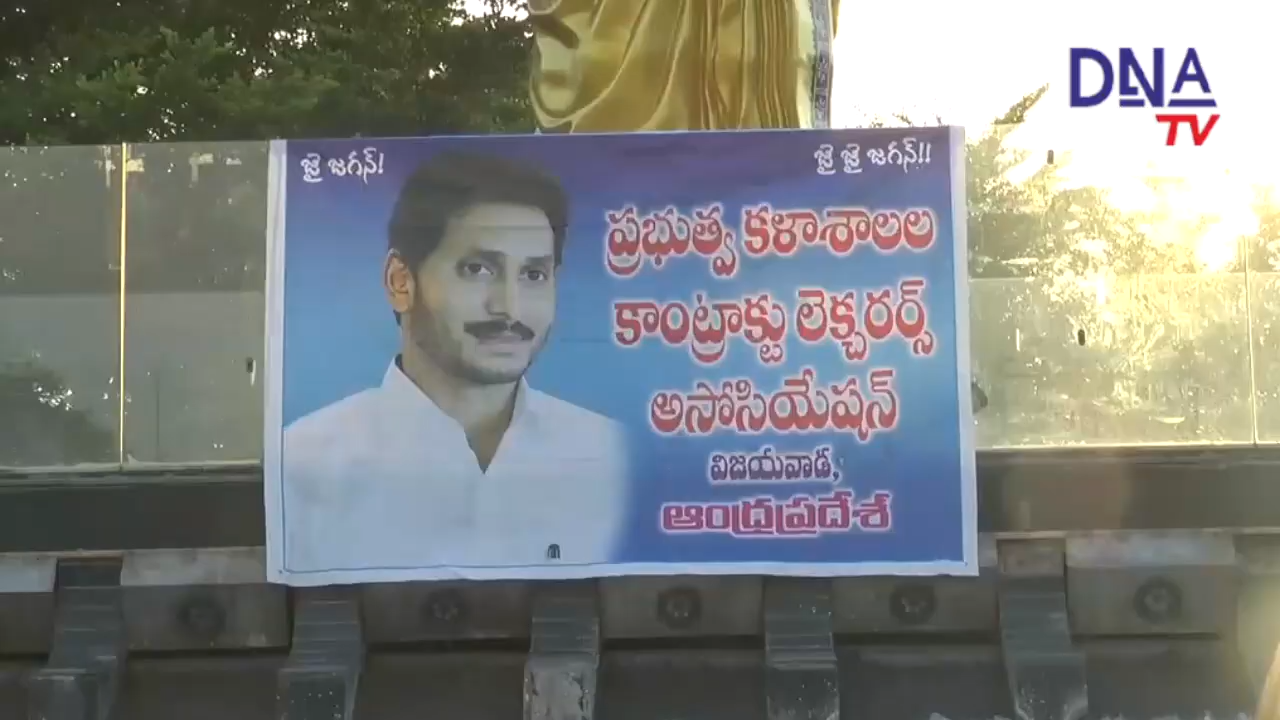 DNA
TV
జై జగన్!
జై జై జగన్!!
ప్రభుత్వ కళాశాలల
కాంట్రాక్టు లెక్చరర్స్
అసోసియేషన్
విజయవాడ,
ఆంధ్రప్రదేశ్